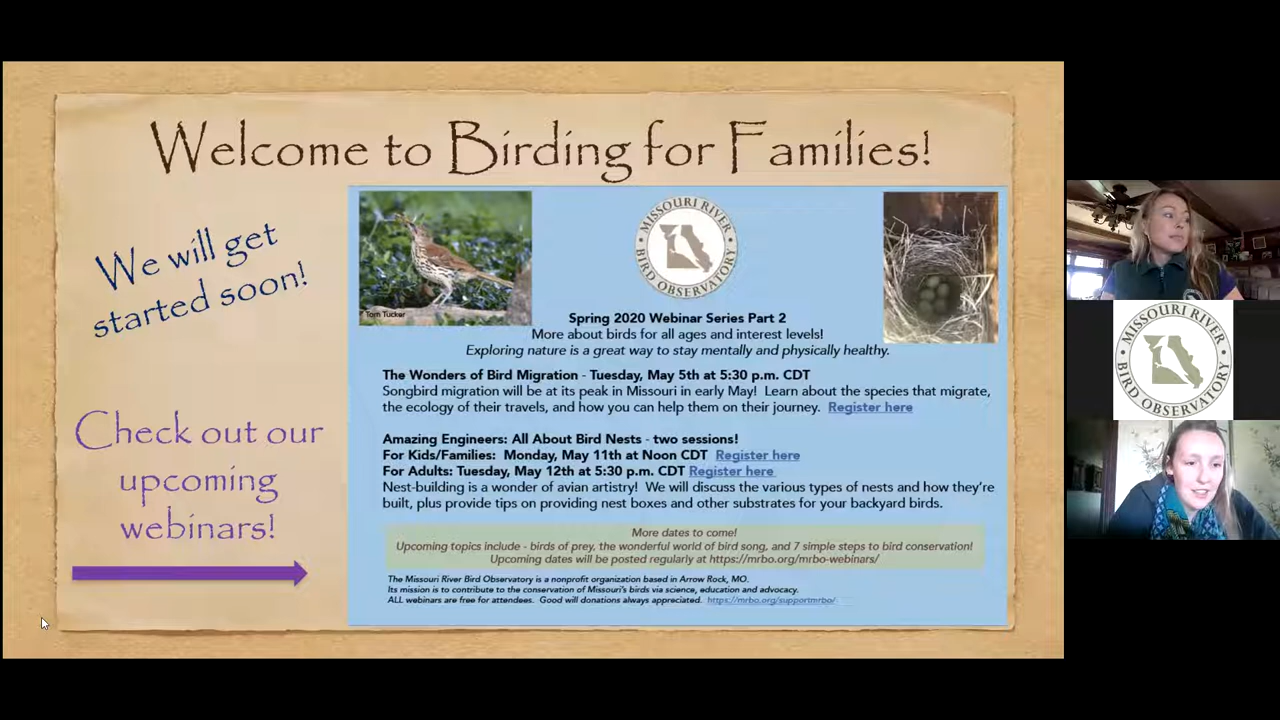 Welcome to Birding for Families!
We will get
started soon!
Check out our
upcoming
webinars!
Tom Tucker
MISSOURI RIVER
BIRD OBSERVATORY
Spring 2020 Webinar Series Part 2
More about birds for all ages and interest levels!
Exploring nature is a great way to stay mentally and physically healthy.
The Wonders of Bird Migration - Tuesday, May 5th at 5:30 p.m. CDT
Songbird migration will be at its peak in Missouri in early May! Learn about the species that migrate,
the ecology of their travels, and how you can help them on their journey. Register here
Amazing Engineers: All About Bird Nests - two sessions!
For Kids/Families: Monday, May 11th at Noon CDT Register here
For Adults: Tuesday, May 12th at 5:30 p.m. CDT Register here
Nest-building is a wonder of avian artistry! We will discuss the various types of nests and how they're
built, plus provide tips on providing nest boxes and other substrates for your backyard birds.
More dates to come!
Upcoming topics include - birds of prey, the wonderful world of bird song, and 7 simple steps to bird conservation!
Upcoming dates will be posted regularly at https://mrbo.org/mrbo-webinars/
The Missouri River Bird Observatory is a nonprofit organization based in Arrow Rock, MO.
Its mission is to contribute to the conservation of Missouri's birds via science, education and advocacy.
ALL webinars are free for attendees. Good will donations always appreciated. https://mrbo.org/supportmrbo/
MISSOURI RIVER
BIRD OBSERVATORY